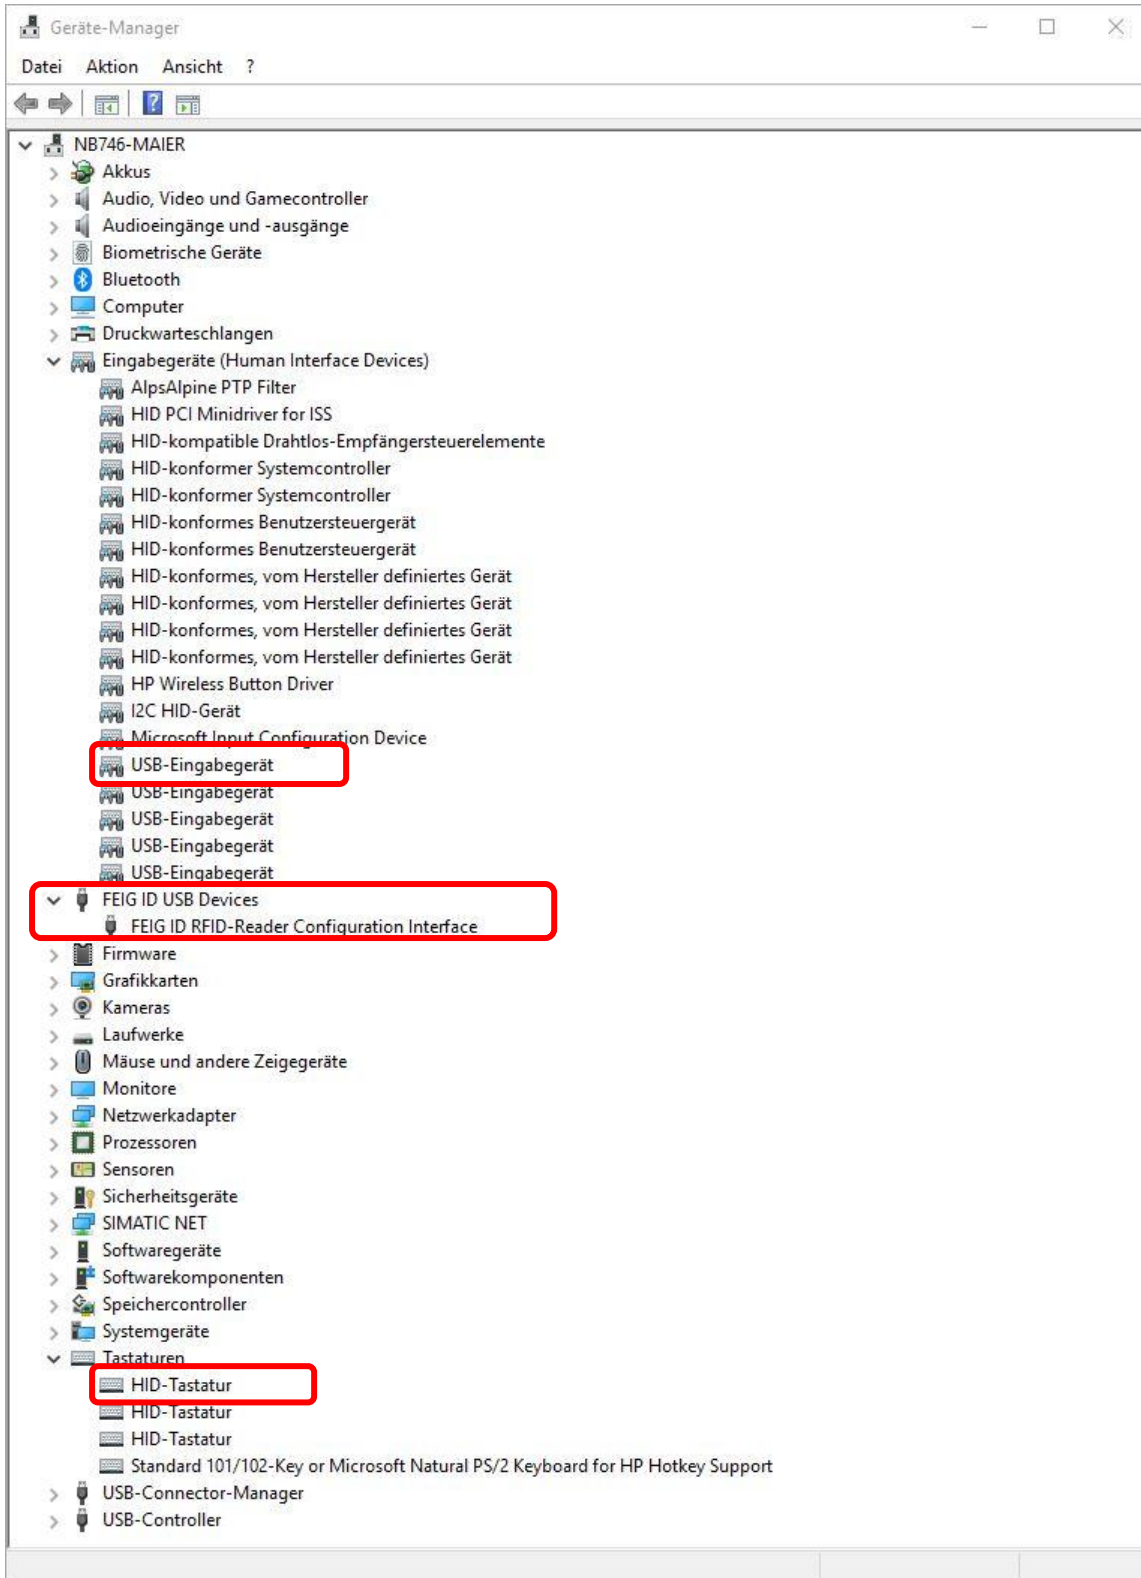 Geräte-Manager
Datei Aktion Ansicht ?
NB746-MAIER
Akkus
Audio, Video und Gamecontroller
Audioeingänge und -ausgänge
Biometrische Geräte
Bluetooth
Computer
Druckwarteschlangen
Eingabegeräte (Human Interface Devices)
AlpsAlpine PTP Filter
HID PCI Minidriver for ISS
HID-kompatible Drahtlos-Empfängersteuerelemente
HID-konformer Systemcontroller
HID-konformer Systemcontroller
HID-konformes Benutzersteuergerät
HID-konformes Benutzersteuergerät
HID-konformes, vom Hersteller definiertes Gerät
HID-konformes, vom Hersteller definiertes Gerät
HID-konformes, vom Hersteller definiertes Gerät
HID-konformes, vom Hersteller definiertes Gerät
HP Wireless Button Driver
I2C HID-Gerät
Microsoft Input Configuration Device
USB-Eingabegerät
USB-Eingabegerät
USB-Eingabegerät
USB-Eingabegerät
USB-Eingabegerät
FEIG ID USB Devices
FEIG ID RFID-Reader Configuration Interface
Firmware
Grafikkarten
Kameras
Laufwerke
Mäuse und andere Zeigegeräte
Monitore
Netzwerkadapter
Prozessoren
Sensoren
Sicherheitsgeräte
SIMATIC NET
Softwaregeräte
Softwarekomponenten
Speichercontroller
Systemgeräte
Tastaturen
HID-Tastatur
HID-Tastatur
HID-Tastatur
Standard 101/102-Key or Microsoft Natural PS/2 Keyboard for HP Hotkey Support
USB-Connector-Manager
USB-Controller